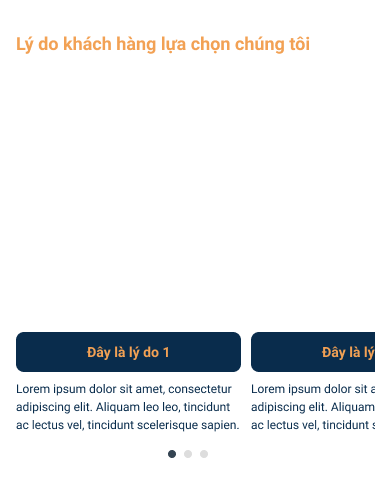 Lý do khách hàng lựa chọn chúng tôi
Đây là lý do 1
Lorem ipsum dolor sit amet, consectetur
adipiscing elit. Aliquam leo leo, tincidunt
ac lectus vel, tincidunt scelerisque sapien.
Đây là lý
Lorem ipsum dolor sit a
adipiscing elit. Aliquam
ac lectus vel, tincidunt s